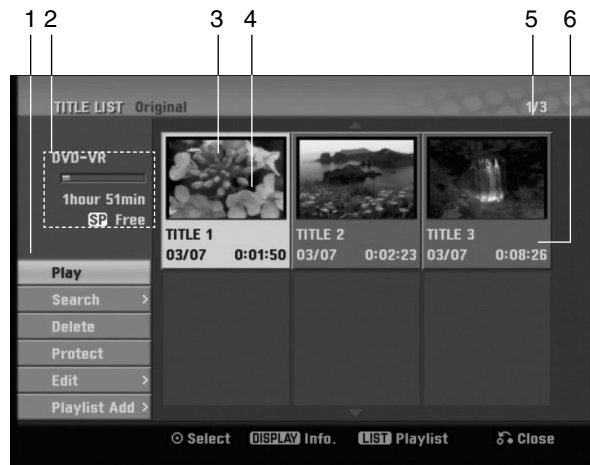 1 2 3 4 5 6
TITLE LIST Original 1/3
DVD-VR
1hour 51min
SP Free
TITLE 1
03/07 0:01:50
TITLE 2
03/07 0:02:23
TITLE 3
03/07 0:08:26
Play
Search >
Delete
Protect
Edit >
Playlist Add >
Select DISPLAY Info. LIST Playlist Close